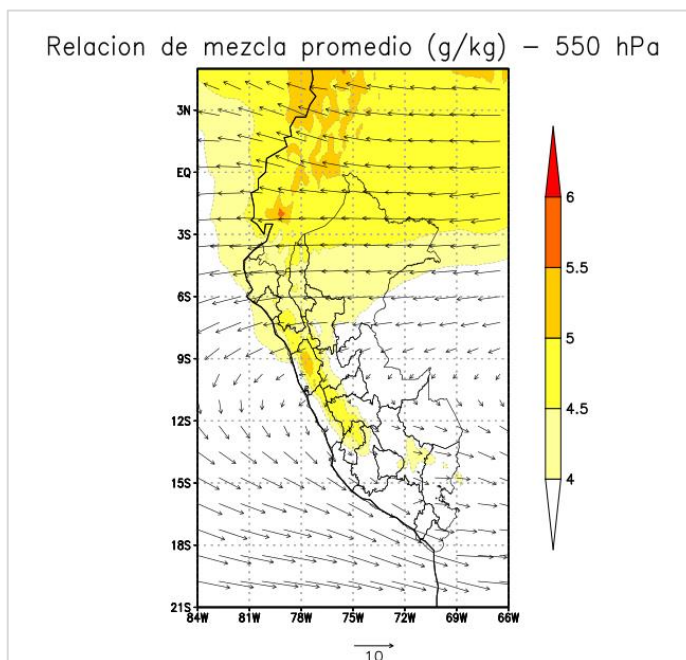 Relacion de mezcla promedio (g/kg) – 550 hPa
3N
EQ
3S
6S
9S
12S
15S
18S
21S
84W 81W 78W 75W 72W 69W 66W
6
5.5
5
4.5
4
10